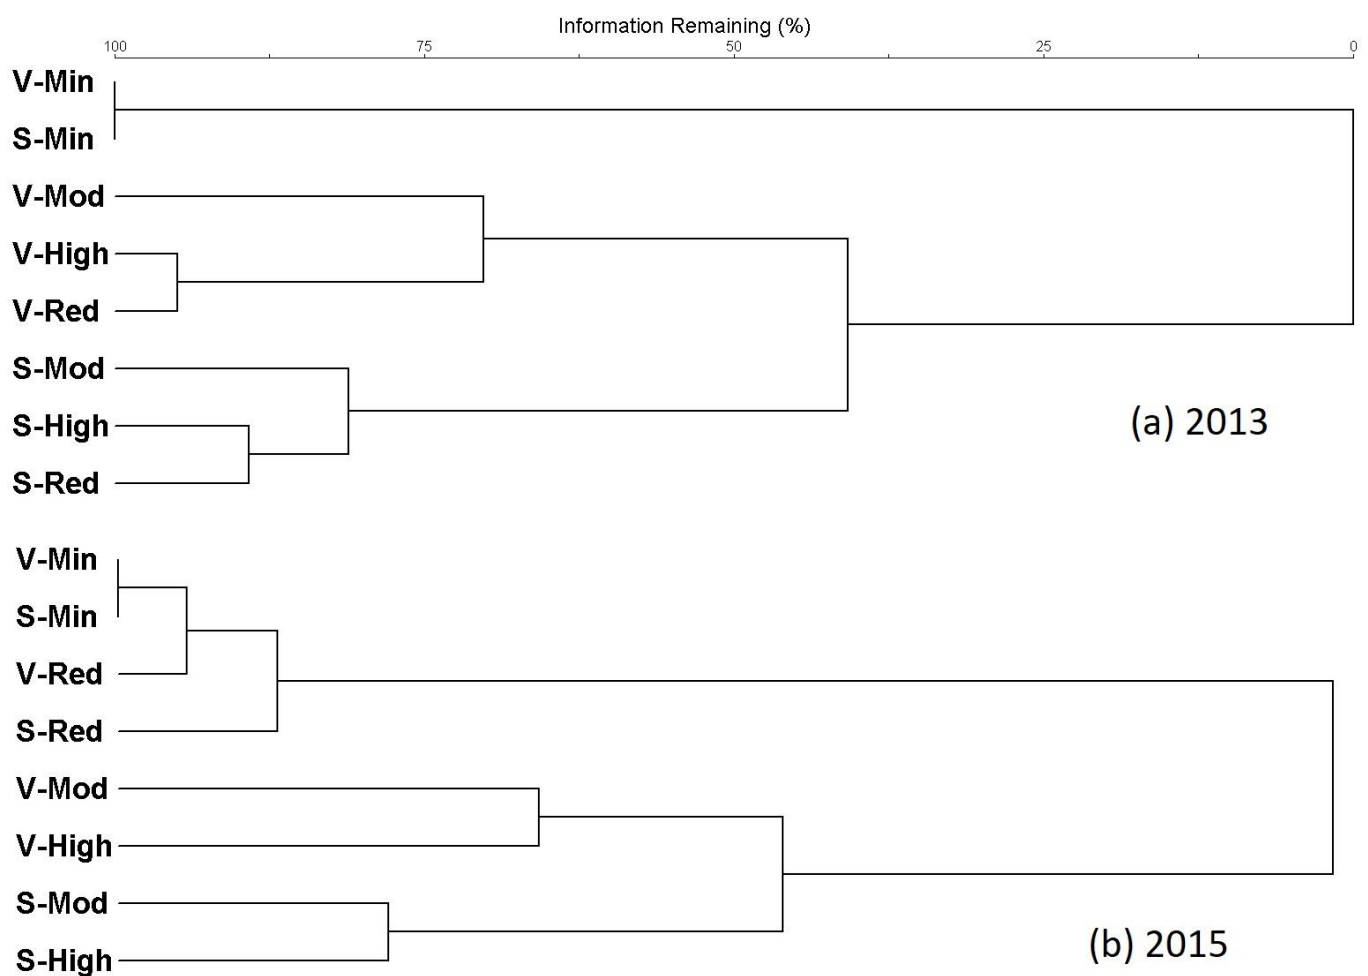 Information Remaining (%)
100 75 50 25 0
V-Min
S-Min
V-Mod
V-High
V-Red
S-Mod
S-High
S-Red
(a) 2013
V-Min
S-Min
V-Red
S-Red
V-Mod
V-High
S-Mod
S-High
(b) 2015